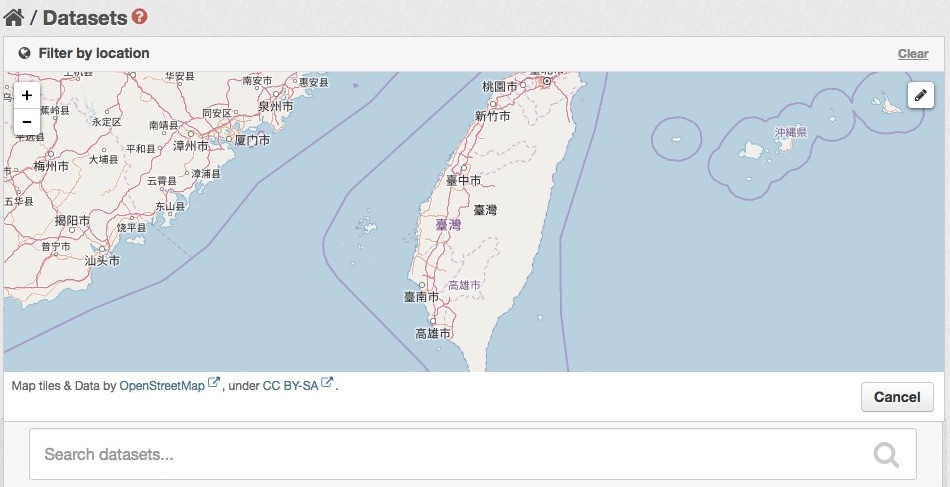 / Datasets ?
Filter by location
Clear
+
-
华安县
南安市
惠安县
泉州市
蕉岭县
永定区
同安区
南靖县
厦门市
平和县
漳州市
大埔县
梅州市
漳浦县
云霄县
五华县
东山县
揭阳市
饶平县
普宁市
汕头市
桃園市
新竹市
臺中市
臺灣
臺灣
高雄市
臺南市
高雄市
沖縄県
Map tiles & Data by OpenStreetMap , under CC BY-SA .
Cancel
Search datasets...